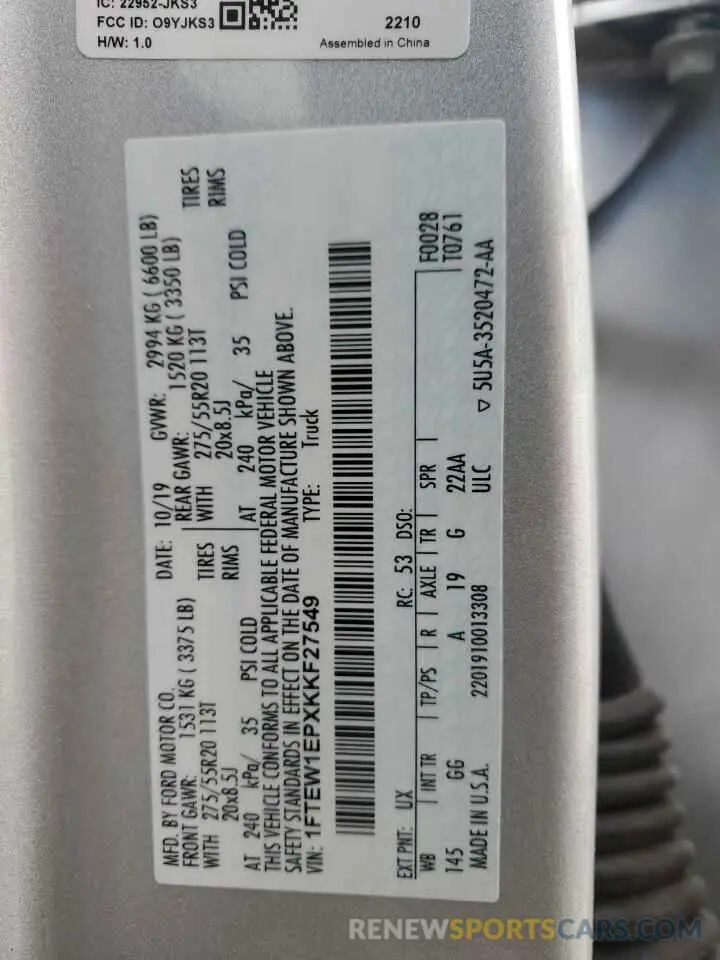 IC: 22952-JKS3
FCC ID: O9YJKS3
H/W: 1.0
2210
Assembled in China
MFD. BY FORD MOTOR CO.
DATE: 10/19 GVWR: 2994 KG ( 6600 LB)
FRONT GAWR: 1531 KG ( 3375 LB) REAR GAWR: 1520 KG ( 3350 LB)
WITH 275/55R20 113T TIRES WITH 275/55R20 113T TIRES
20x8.5J RIMS 20x8.5J RIMS
AT 240 kPa/ 35 PSI COLD AT 240 kPa/ 35 PSI COLD
THIS VEHICLE CONFORMS TO ALL APPLICABLE FEDERAL MOTOR VEHICLE
SAFETY STANDARDS IN EFFECT ON THE DATE OF MANUFACTURE SHOWN ABOVE.
VIN: 1FTEW1EPXKKF27549 TYPE: Truck
EXT PNT: UX RC: 53 DSO:
WB INT TR TP/PS R AXLE TR SPR F0028
145 GG A 19 G 22AA T0761
MADE IN U.S.A. 2201910013308 ULC ▽ 5U5A-3520472-AA
RENEWSPORTSCARS.COM